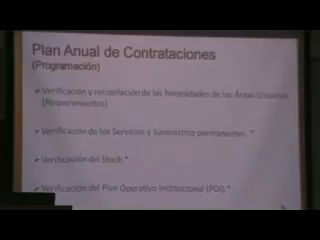 Plan Anual de Contrataciones
(Programación)
Verificación y recopilación de las Necesidades de las Áreas Usuarias
(Requerimientos)
Verificación de los Servicios y Suministros permanentes. *
Verificación del Stock.*
Verificación del Plan Operativo Institucional (POI).*